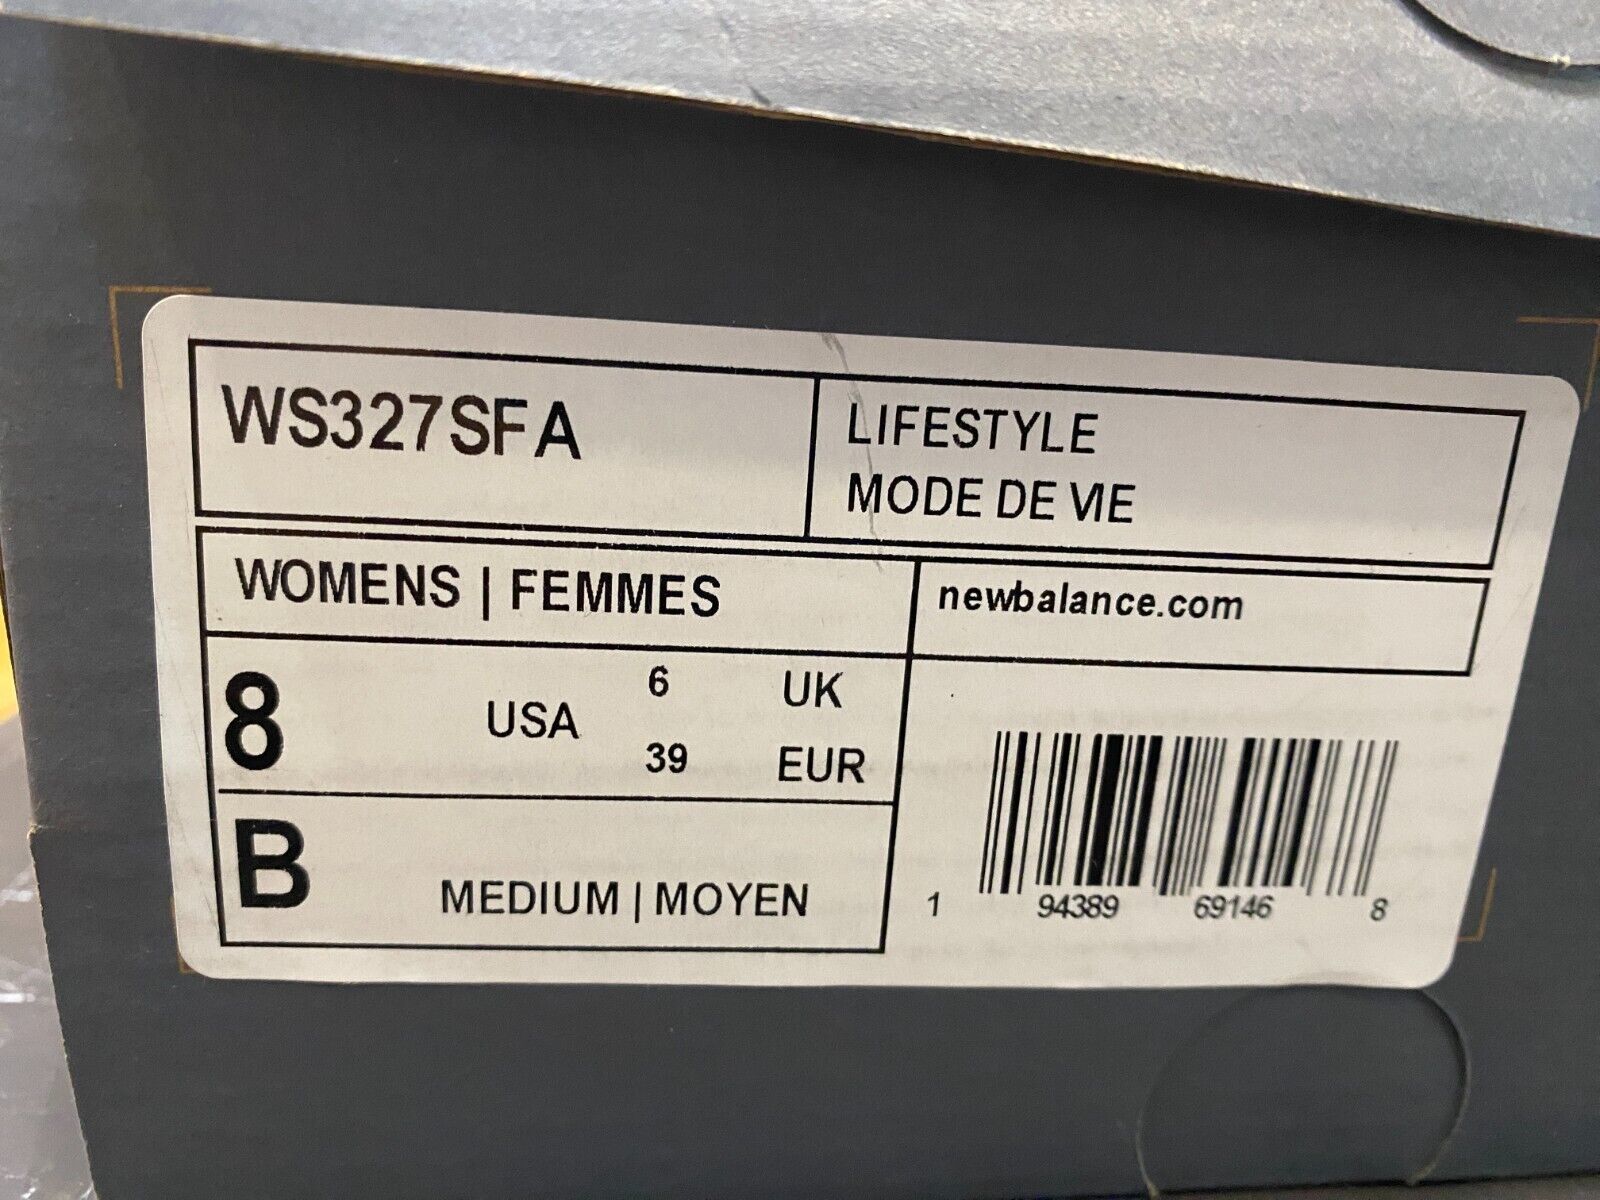 WS327SFA
LIFESTYLE
MODE DE VIE
WOMENS | FEMMES
newbalance.com
8 USA 6 UK
39 EUR
B MEDIUM | MOYEN
1 94389 69146 8